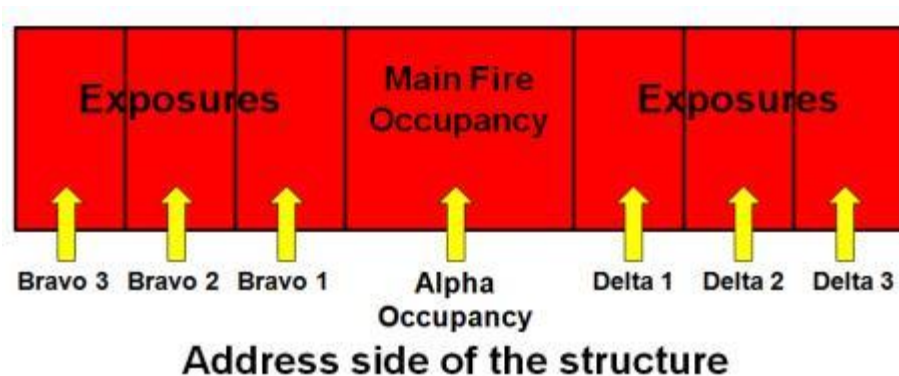 Exposures
Main Fire
Occupancy
Exposures
Bravo 3
Bravo 2
Bravo 1
Alpha
Occupancy
Delta 1
Delta 2
Delta 3
Address side of the structure